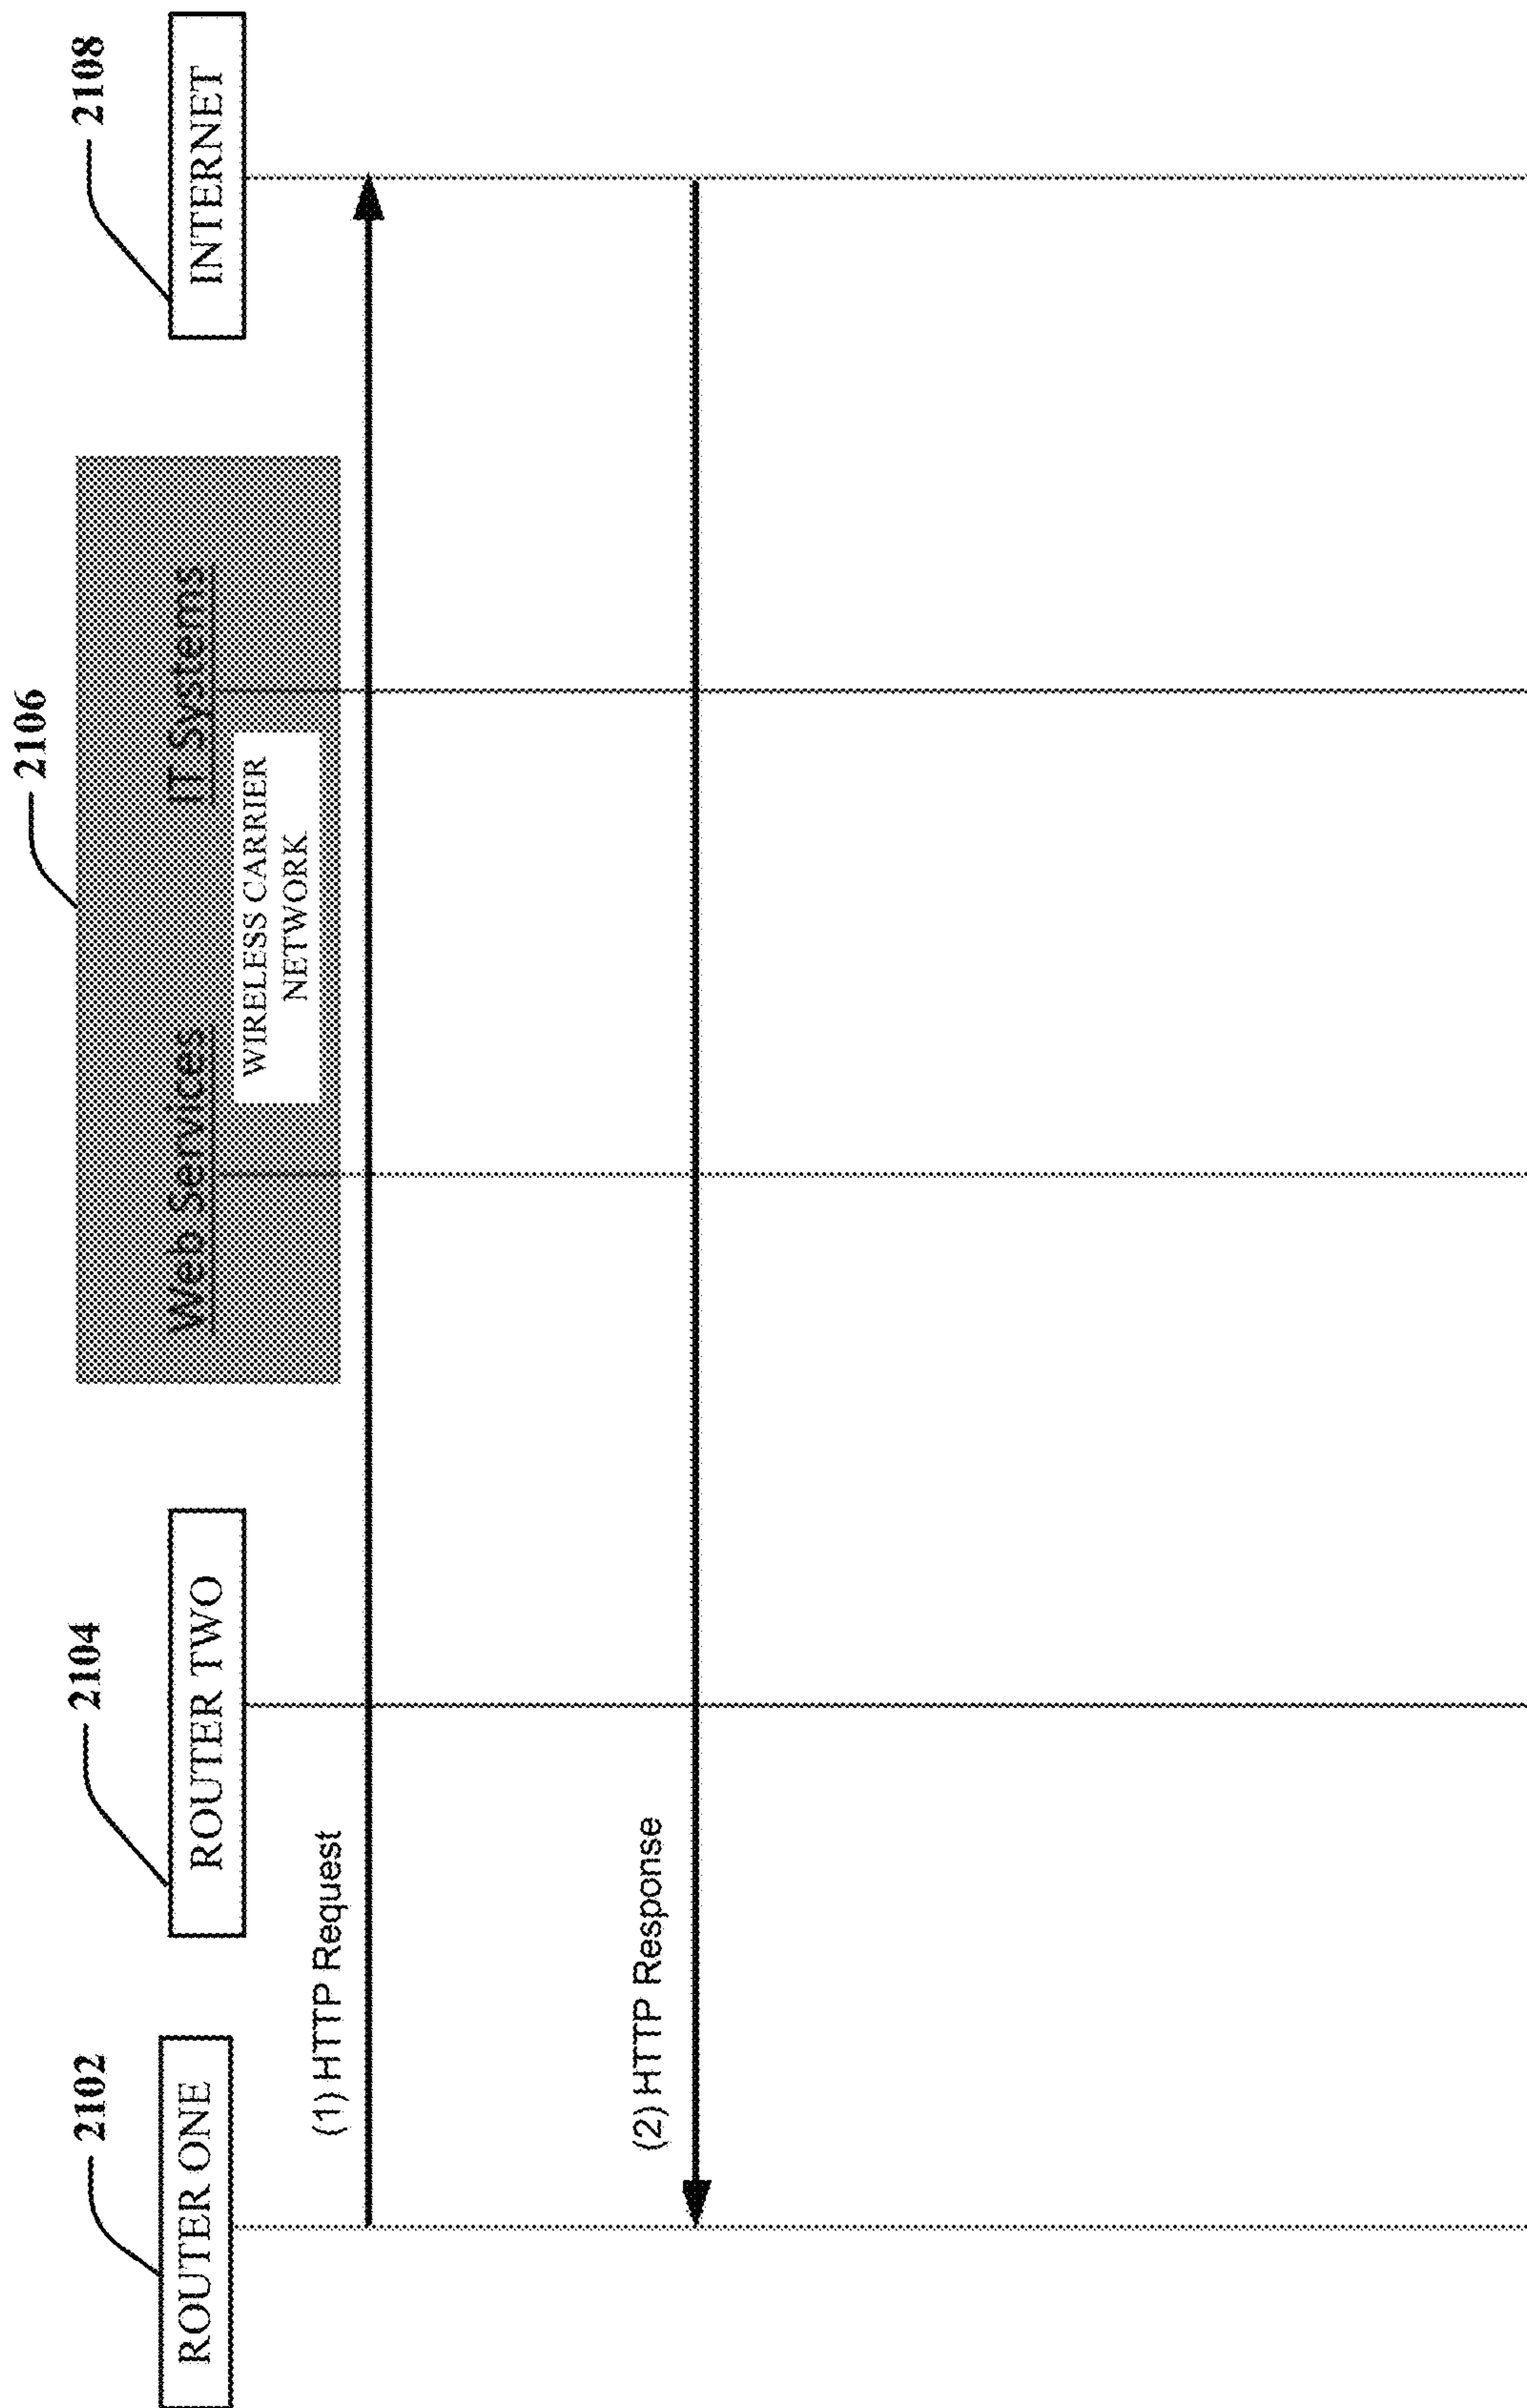 2106
2102
2104
2108
ROUTER ONE
ROUTER TWO
Web Services
IT Systems
INTERNET
WIRELESS CARRIER
NETWORK
(1) HTTP Request
(2) HTTP Response